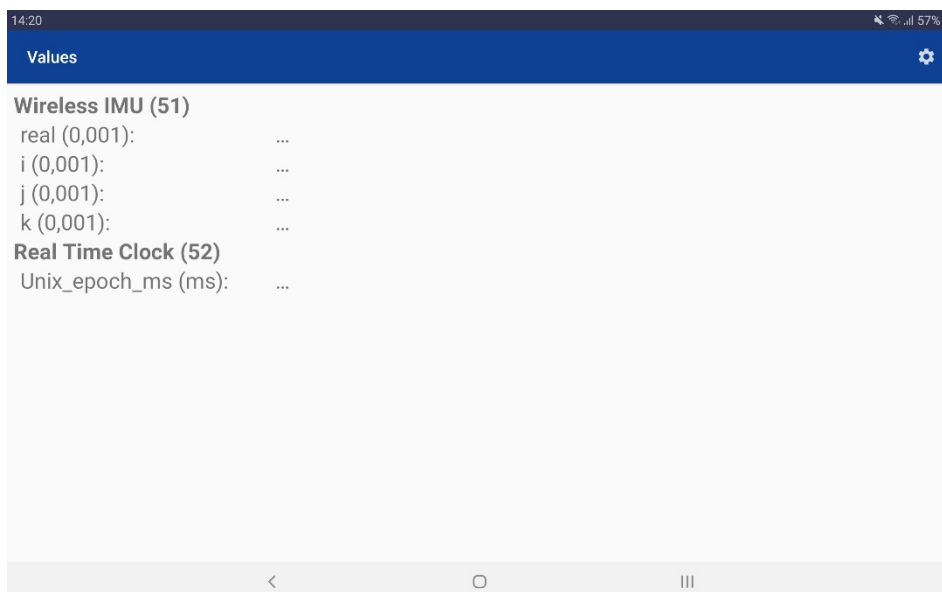 14:20 57%
Values
Wireless IMU (51)
real (0,001): ...
i (0,001): ...
j (0,001): ...
k (0,001): ...
Real Time Clock (52)
Unix_epoch_ms (ms): ...